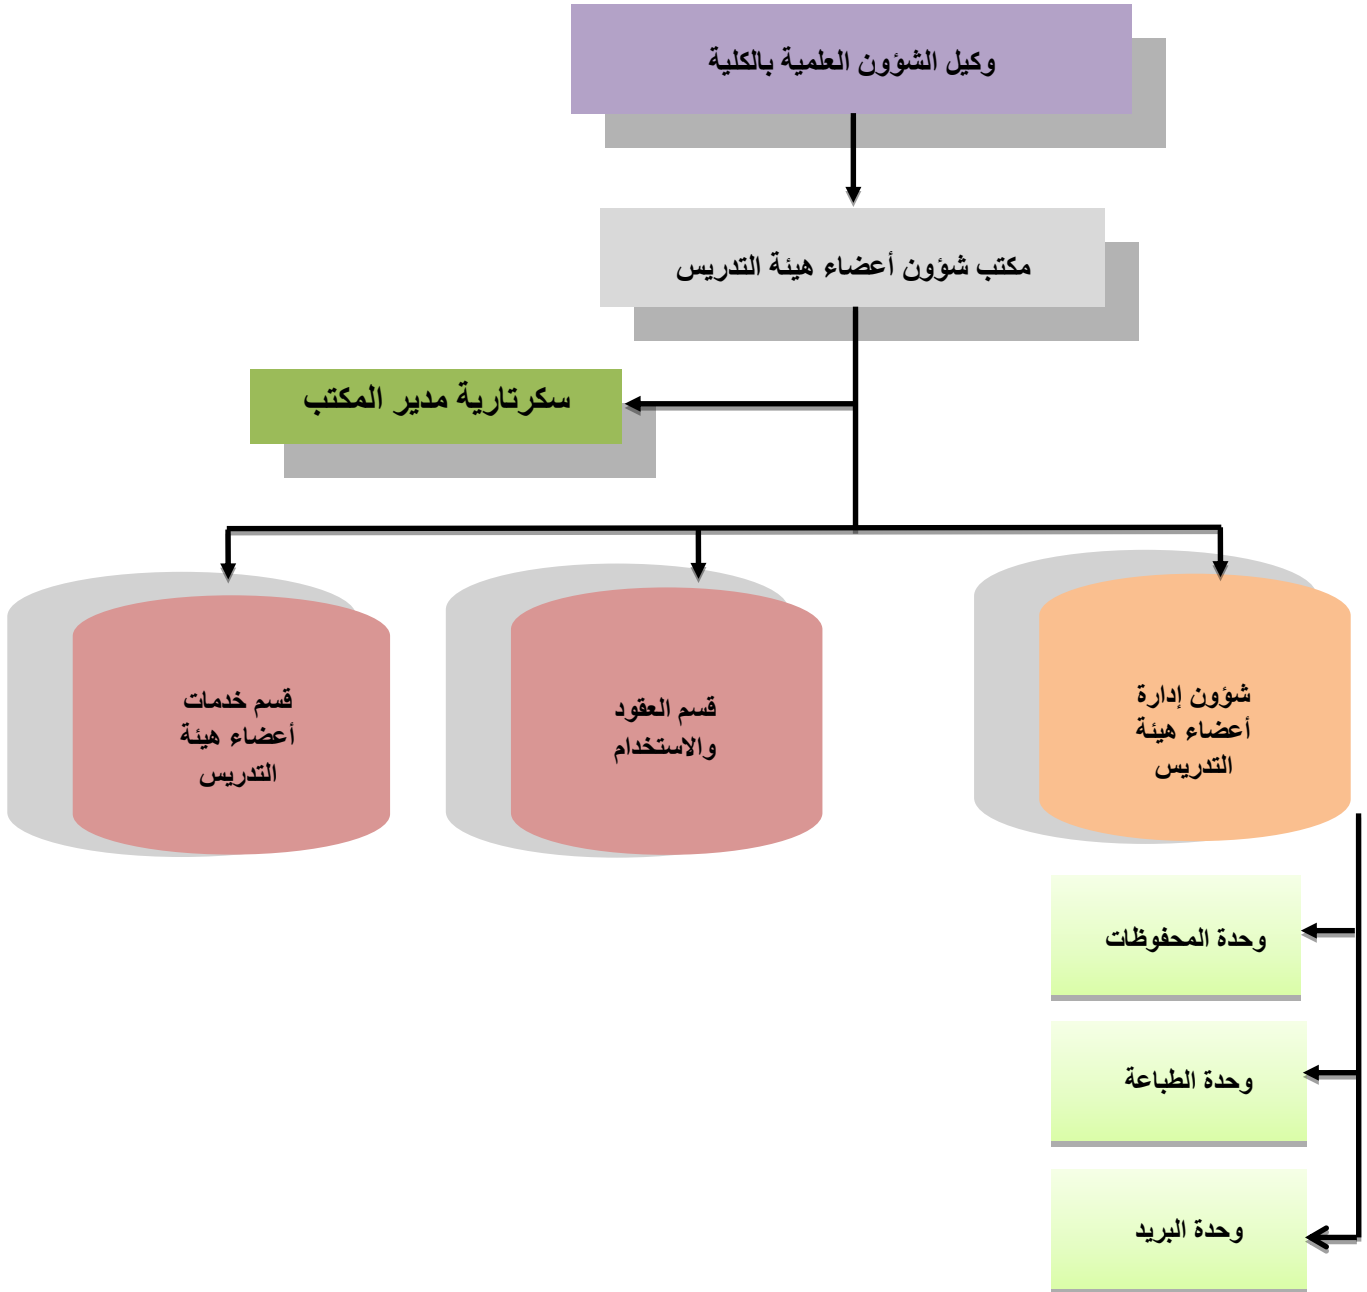 وكيل الشؤون العلمية بالكلية
مكتب شؤون أعضاء هيئة التدريس
سكرتارية مدير المكتب
شؤون إدارة
أعضاء هيئة
التدريس
قسم العقود
والاستخدام
قسم خدمات
أعضاء هيئة
التدريس
وحدة المحفوظات
وحدة الطباعة
وحدة البريد